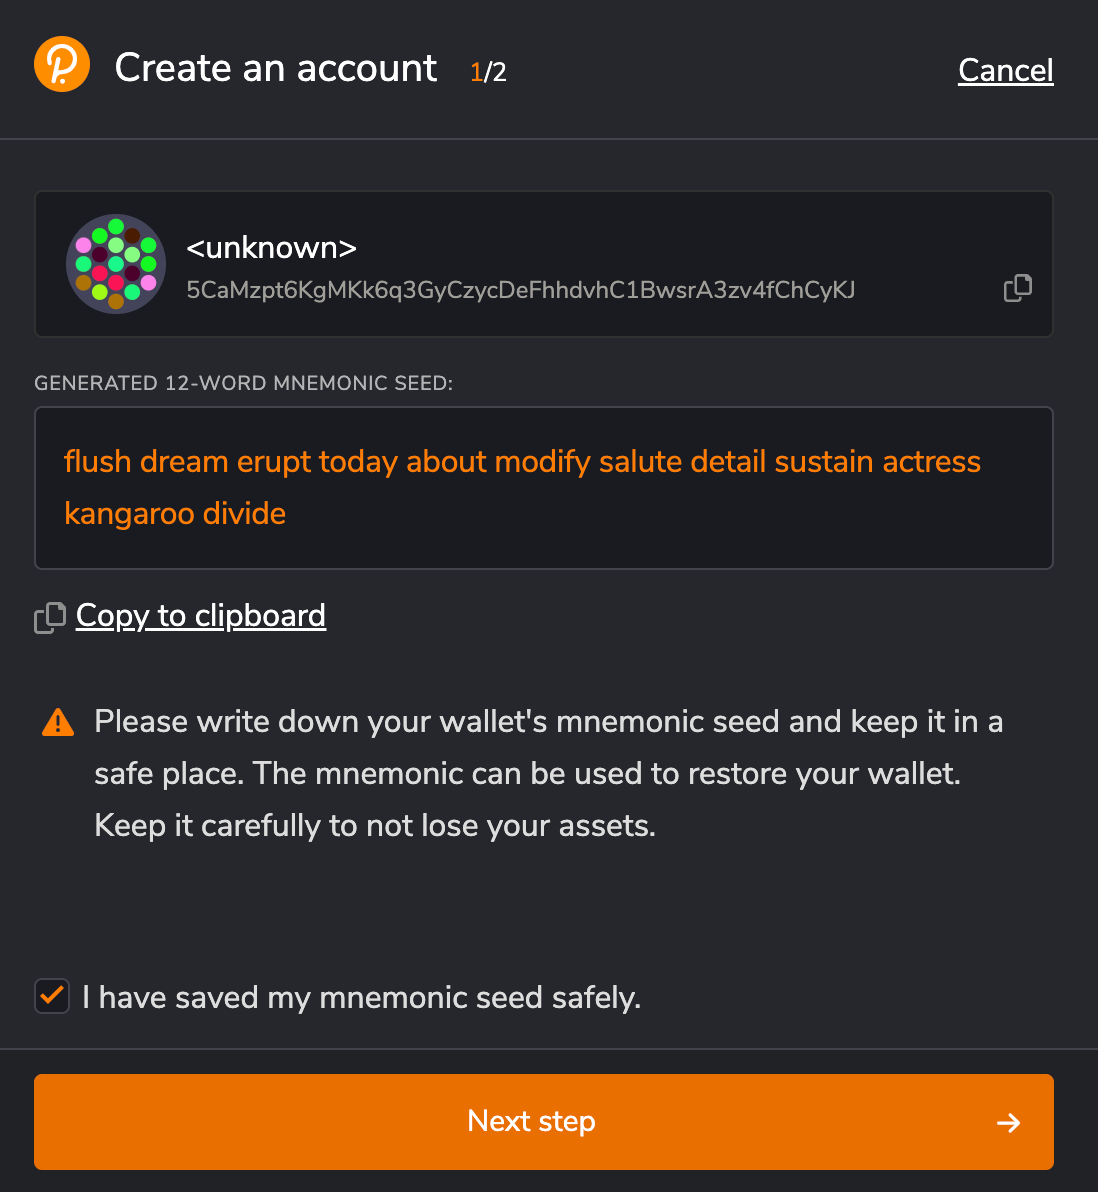 Create an account 1/2 Cancel
<unknown>
5CaMzpt6KgMKk6q3GyCzycDeFhhdvhC1BwsrA3zv4fChCyKJ
GENERATED 12-WORD MNEMONIC SEED:
flush dream erupt today about modify salute detail sustain actress
kangaroo divide
Copy to clipboard
Please write down your wallet's mnemonic seed and keep it in a
safe place. The mnemonic can be used to restore your wallet.
Keep it carefully to not lose your assets.
I have saved my mnemonic seed safely.
Next step